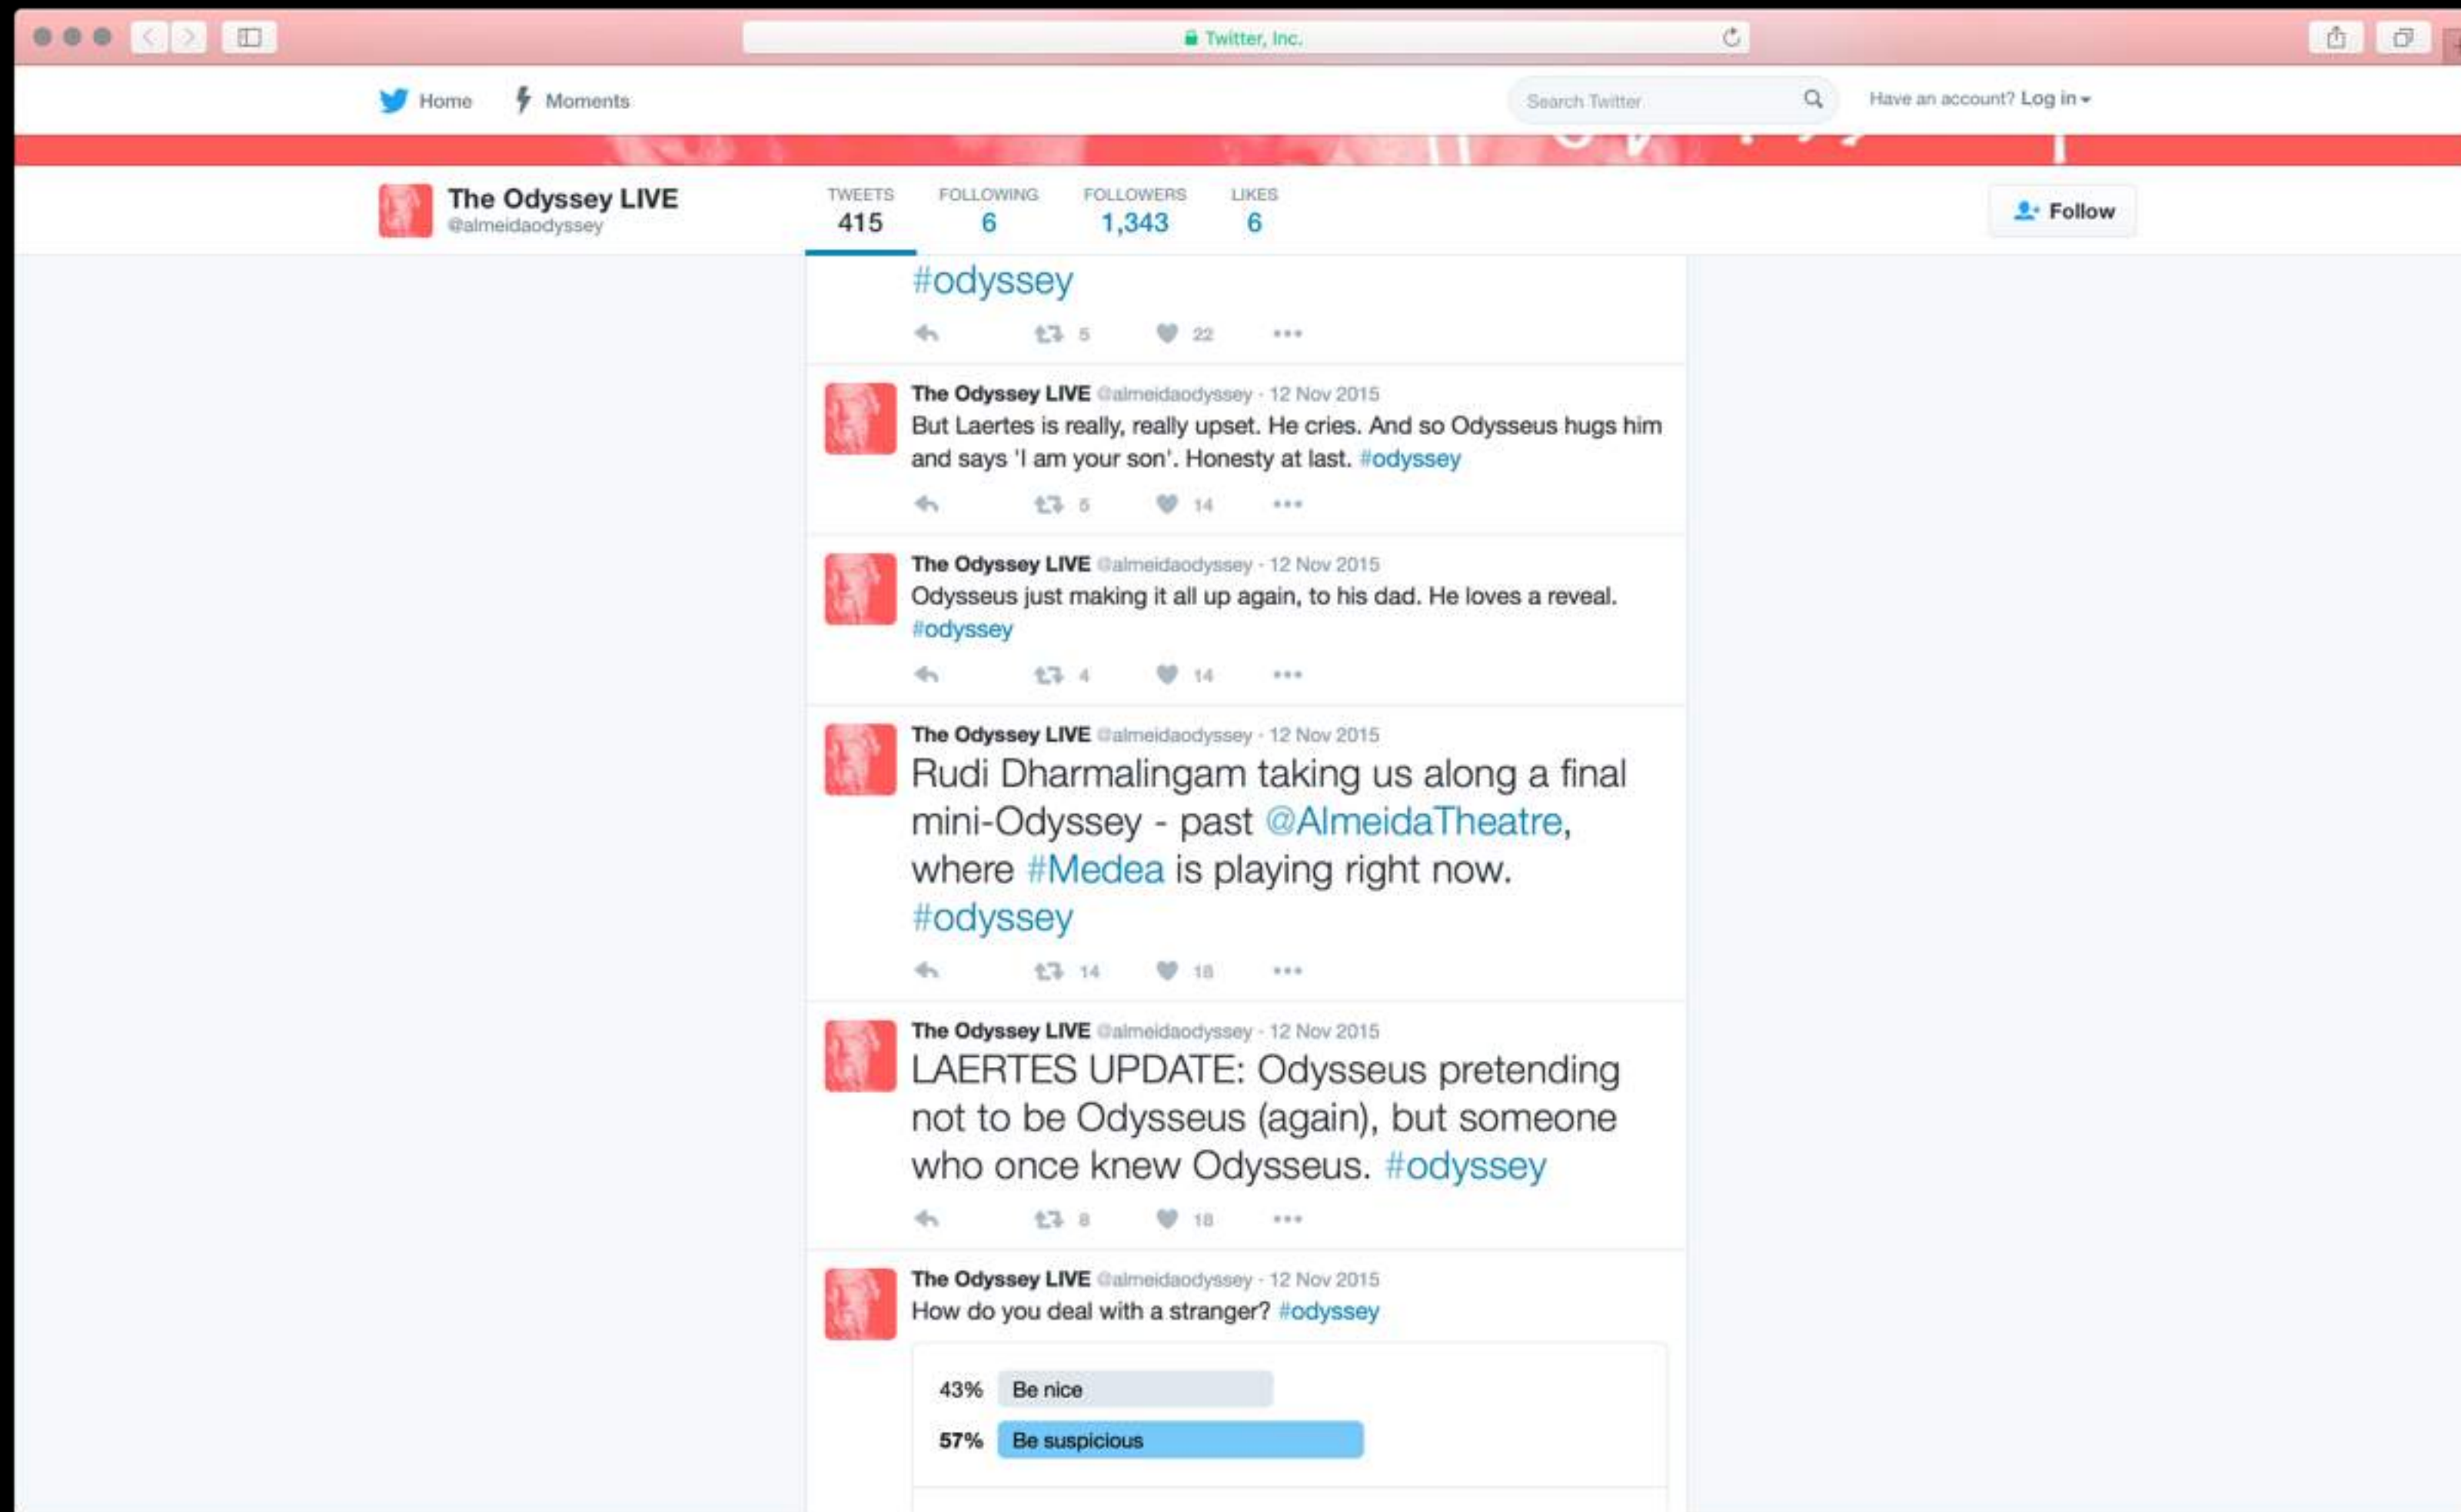 Twitter, Inc.
Home Moments Search Twitter Have an account? Log in
The Odyssey LIVE
@almeidaodyssey
TWEETS FOLLOWING FOLLOWERS LIKES
415 6 1,343 6
Follow
#odyssey
5 22
The Odyssey LIVE @almeidaodyssey · 12 Nov 2015
But Laertes is really, really upset. He cries. And so Odysseus hugs him
and says 'I am your son'. Honesty at last. #odyssey
5 14
The Odyssey LIVE @almeidaodyssey · 12 Nov 2015
Odysseus just making it all up again, to his dad. He loves a reveal.
#odyssey
4 14
The Odyssey LIVE @almeidaodyssey · 12 Nov 2015
Rudi Dharmalingam taking us along a final
mini-Odyssey - past @AlmeidaTheatre,
where #Medea is playing right now.
#odyssey
14 18
The Odyssey LIVE @almeidaodyssey · 12 Nov 2015
LAERTES UPDATE: Odysseus pretending
not to be Odysseus (again), but someone
who once knew Odysseus. #odyssey
8 18
The Odyssey LIVE @almeidaodyssey · 12 Nov 2015
How do you deal with a stranger? #odyssey
43% Be nice
57% Be suspicious